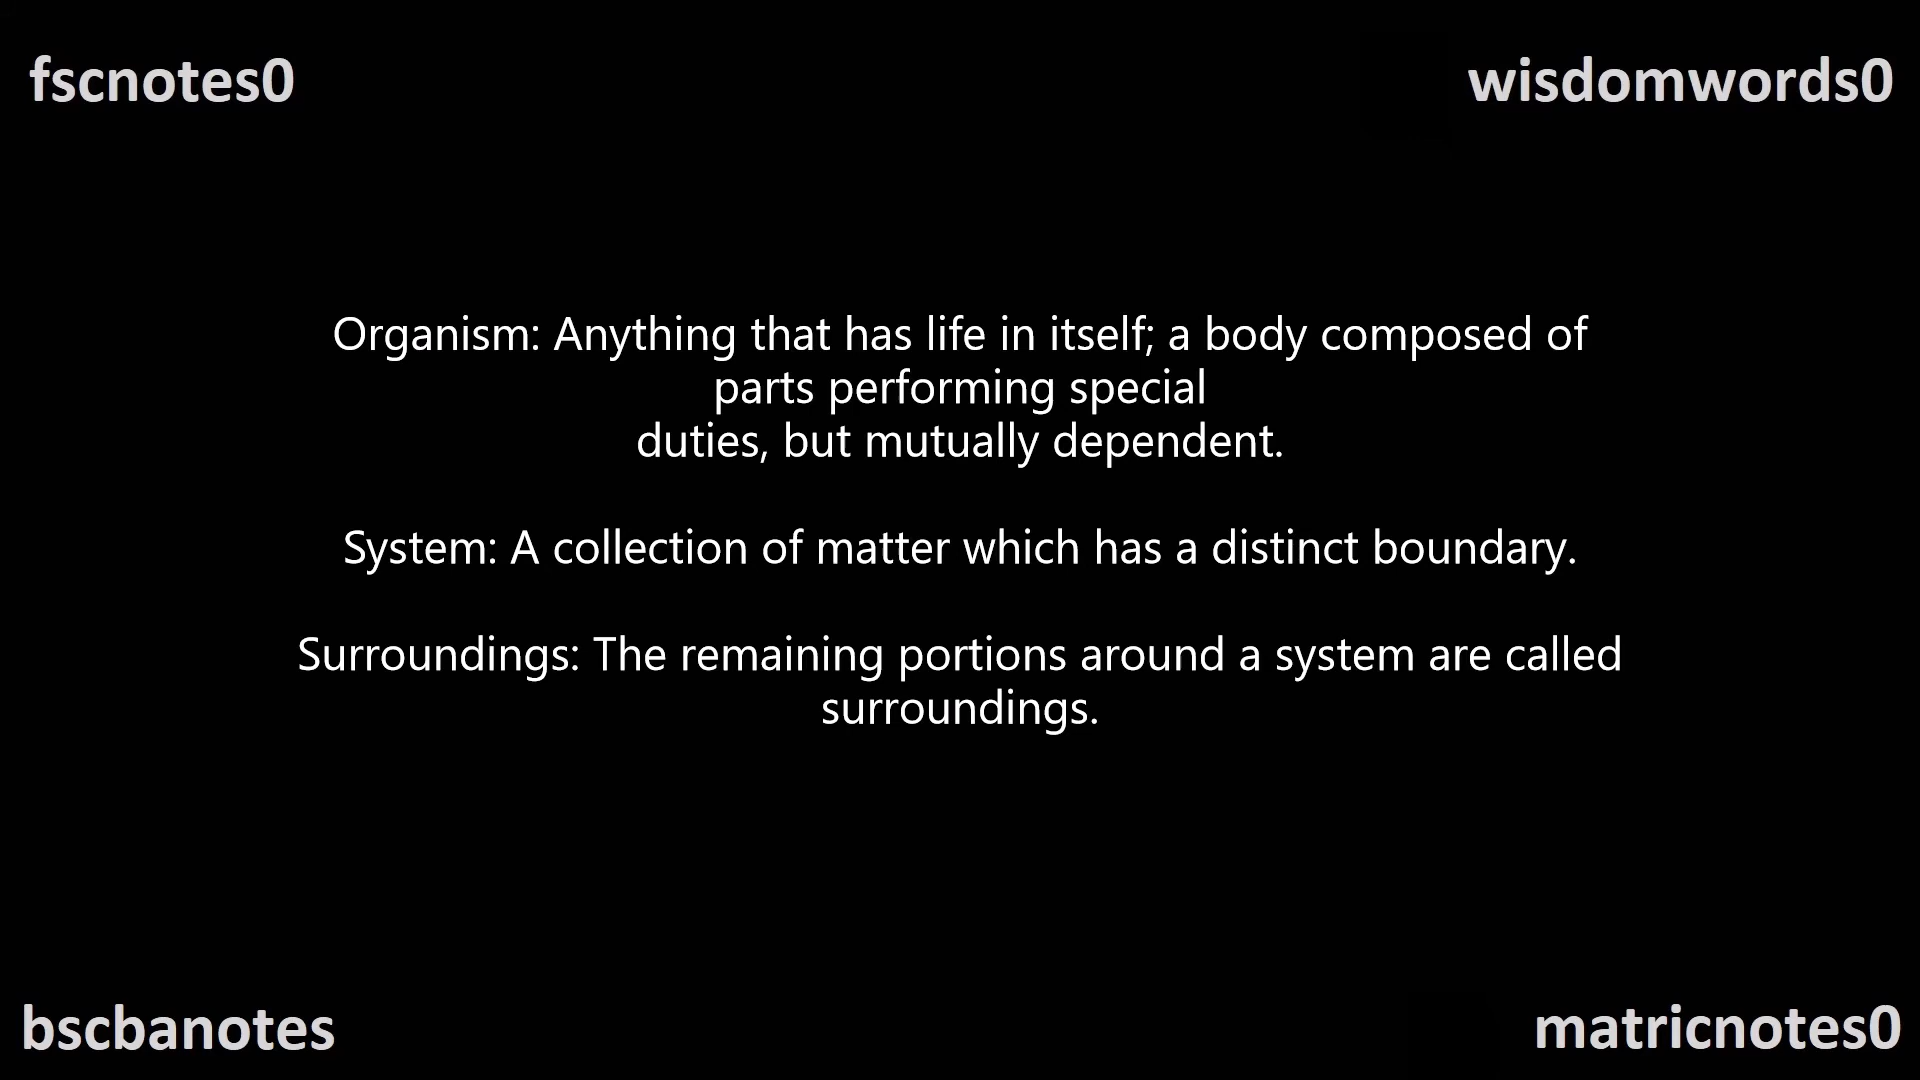 fscnotes0
wisdomwords0
Organism: Anything that has life in itself; a body composed of
parts performing special
duties, but mutually dependent.
System: A collection of matter which has a distinct boundary.
Surroundings: The remaining portions around a system are called
surroundings.
bscbanotes
matricnotes0